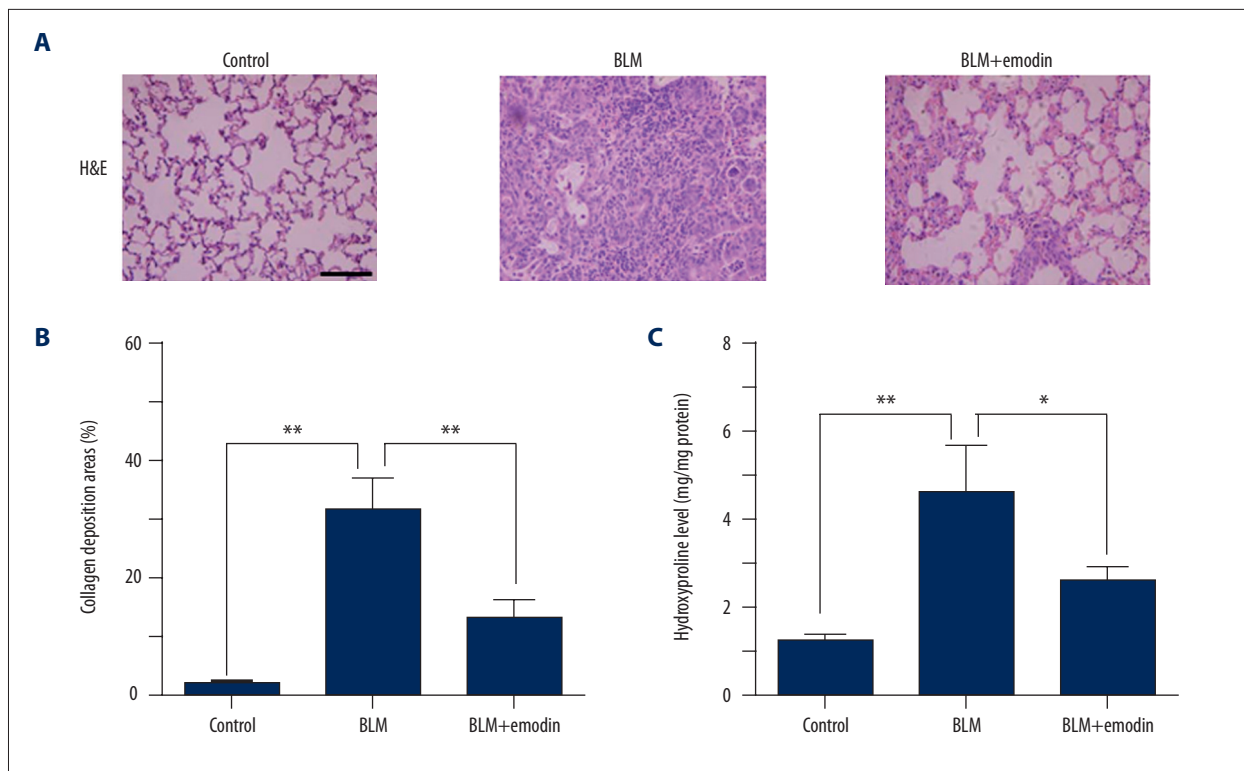 A
Control
BLM
BLM+emodin
H&E
B
Collagen deposition areas (%)
60
40
20
0
**
**
Control
BLM
BLM+emodin
C
Hydroxyproline level (mg/mg protein)
8
6
4
2
0
**
*
Control
BLM
BLM+emodin